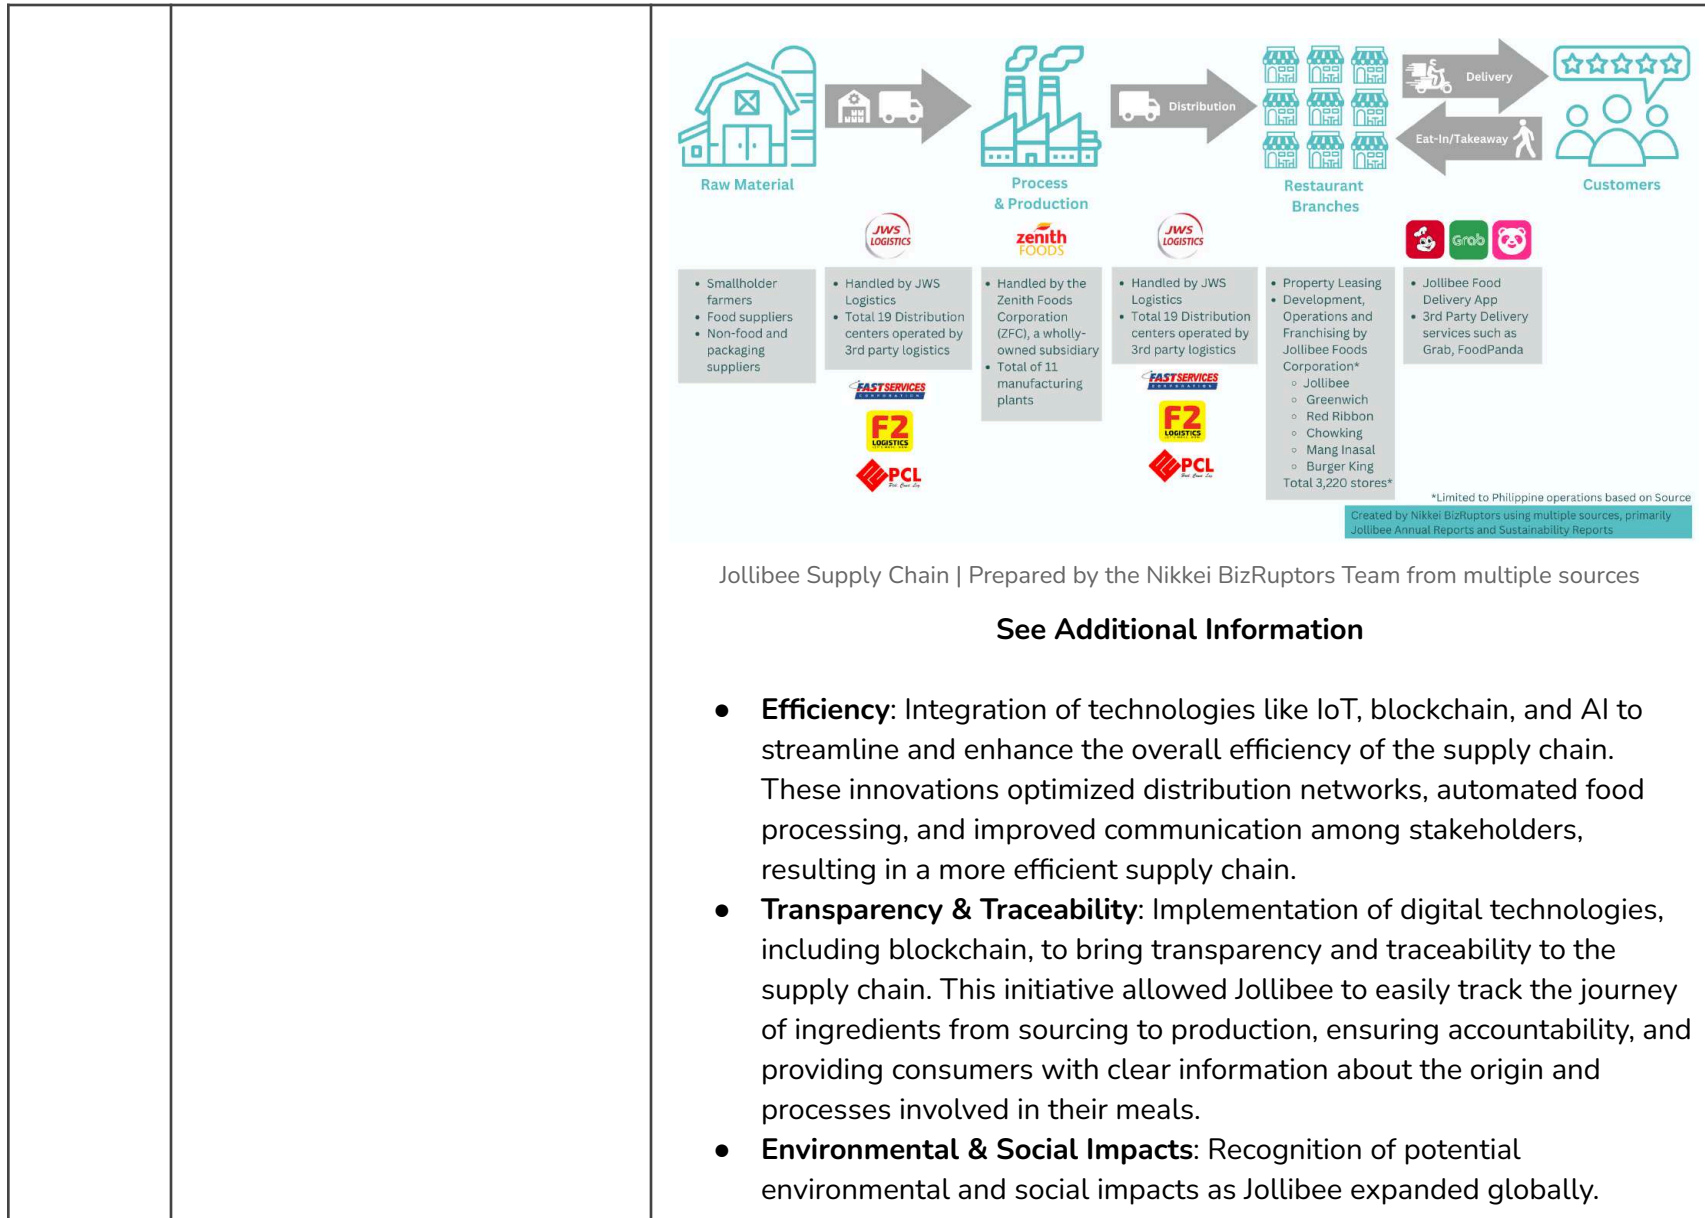 Delivery
Distribution
Eat-In/Takeaway
Raw Material
Process
& Production
Restaurant
Branches
Customers
JWS
LOGISTICS
zenith
FOODS
JWS
LOGISTICS
Grab
• Smallholder
farmers
• Food suppliers
• Non-food and
packaging
suppliers
• Handled by JWS
Logistics
• Total 19 Distribution
centers operated by
3rd party logistics
• Handled by the
Zenith Foods
Corporation
(ZFC), a wholly-
owned subsidiary
• Total of 11
manufacturing
plants
• Handled by JWS
Logistics
• Total 19 Distribution
centers operated by
3rd party logistics
• Property Leasing
• Development,
Operations and
Franchising by
Jollibee Foods
Corporation*
◦ Jollibee
◦ Greenwich
◦ Red Ribbon
◦ Chowking
◦ Mang Inasal
◦ Burger King
Total 3,220 stores*
• Jollibee Food
Delivery App
• 3rd Party Delivery
services such as
Grab, FoodPanda
FAST SERVICES
CORPORATION
F2
LOGISTICS
PCL
FAST SERVICES
CORPORATION
F2
LOGISTICS
PCL
*Limited to Philippine operations based on Source
Created by Nikkei BizRuptors using multiple sources, primarily
Jollibee Annual Reports and Sustainability Reports
Jollibee Supply Chain | Prepared by the Nikkei BizRuptors Team from multiple sources
See Additional Information
● Efficiency: Integration of technologies like IoT, blockchain, and AI to
streamline and enhance the overall efficiency of the supply chain.
These innovations optimized distribution networks, automated food
processing, and improved communication among stakeholders,
resulting in a more efficient supply chain.
● Transparency & Traceability: Implementation of digital technologies,
including blockchain, to bring transparency and traceability to the
supply chain. This initiative allowed Jollibee to easily track the journey
of ingredients from sourcing to production, ensuring accountability, and
providing consumers with clear information about the origin and
processes involved in their meals.
● Environmental & Social Impacts: Recognition of potential
environmental and social impacts as Jollibee expanded globally.